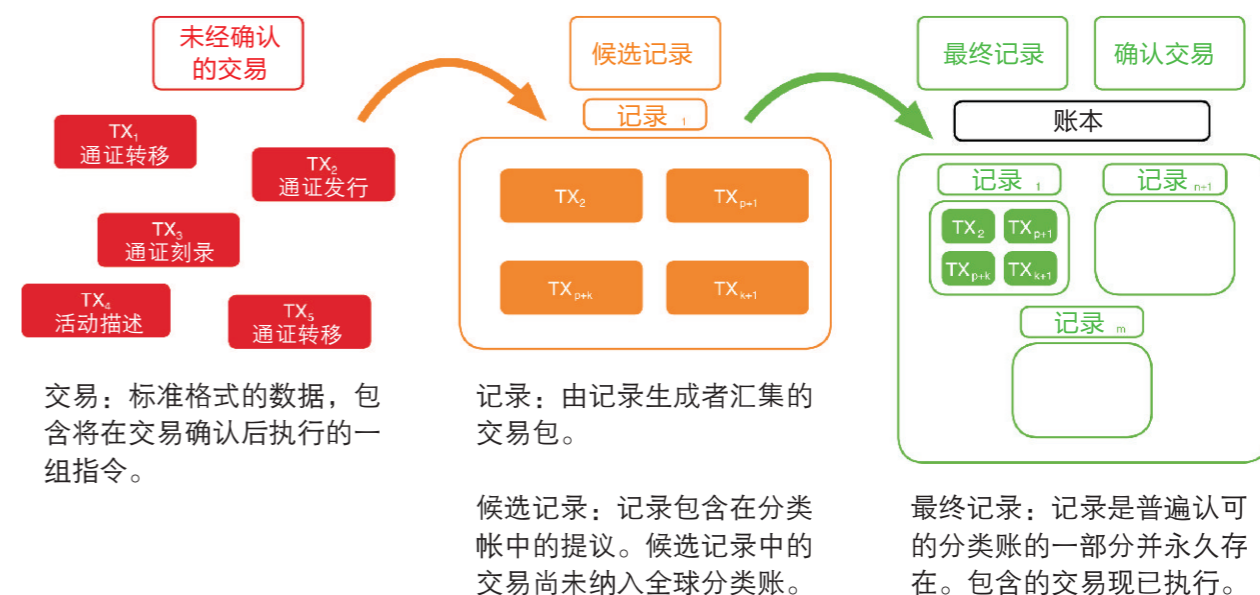 未经确认
的交易
TX₁
通证转移
TX₂
通证发行
TX₃
通证刻录
TX₄
活动描述
TX₅
通证转移
交易：标准格式的数据，包
含将在交易确认后执行的一
组指令。
候选记录
记录 ₁
TX₂
TXₚ₊₁
TXₚ₊ₖ
TXₖ₊₁
记录：由记录生成者汇集的
交易包。
候选记录：记录包含在分类
帐中的提议。候选记录中的
交易尚未纳入全球分类账。
最终记录
确认交易
账本
记录 ₁
TX₂
TXₚ₊₁
TXₚ₊ₖ
TXₖ₊₁
记录 ₙ₊₁
记录 ₘ
最终记录：记录是普遍认可
的分类账的一部分并永久存
在。包含的交易现已执行。